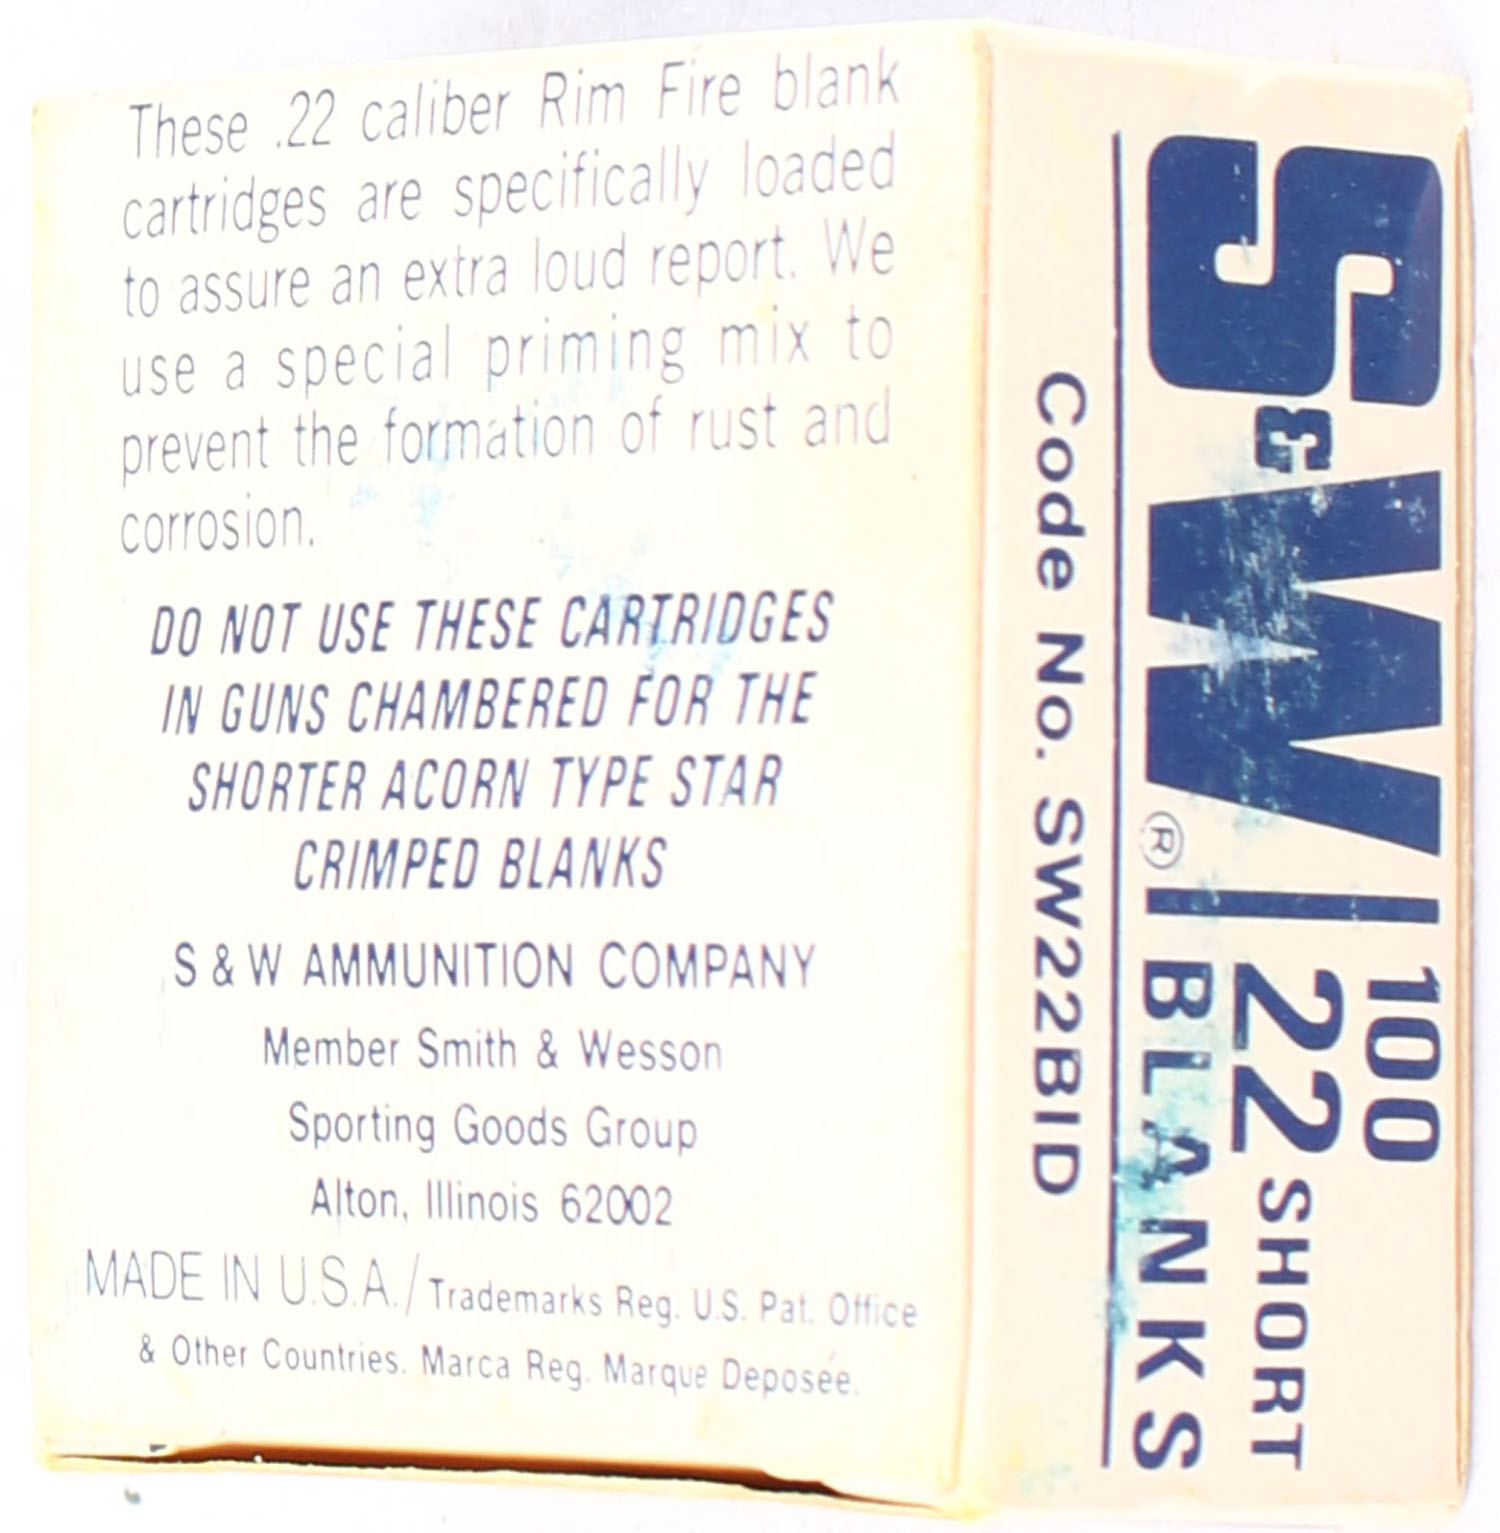 These .22 caliber Rim Fire blank
cartridges are specifically loaded
to assure an extra loud report. We
use a special priming mix to
prevent the formation of rust and
corrosion.
DO NOT USE THESE CARTRIDGES
IN GUNS CHAMBERED FOR THE
SHORTER ACORN TYPE STAR
CRIMPED BLANKS
S & W AMMUNITION COMPANY
Member Smith & Wesson
Sporting Goods Group
Alton, Illinois 62002
MADE IN U.S.A./Trademarks Reg. U.S. Pat. Office
& Other Countries. Marca Reg. Marque Deposée.
S&W®
100
22 SHORT
BLANKS
Code No. SW22BID